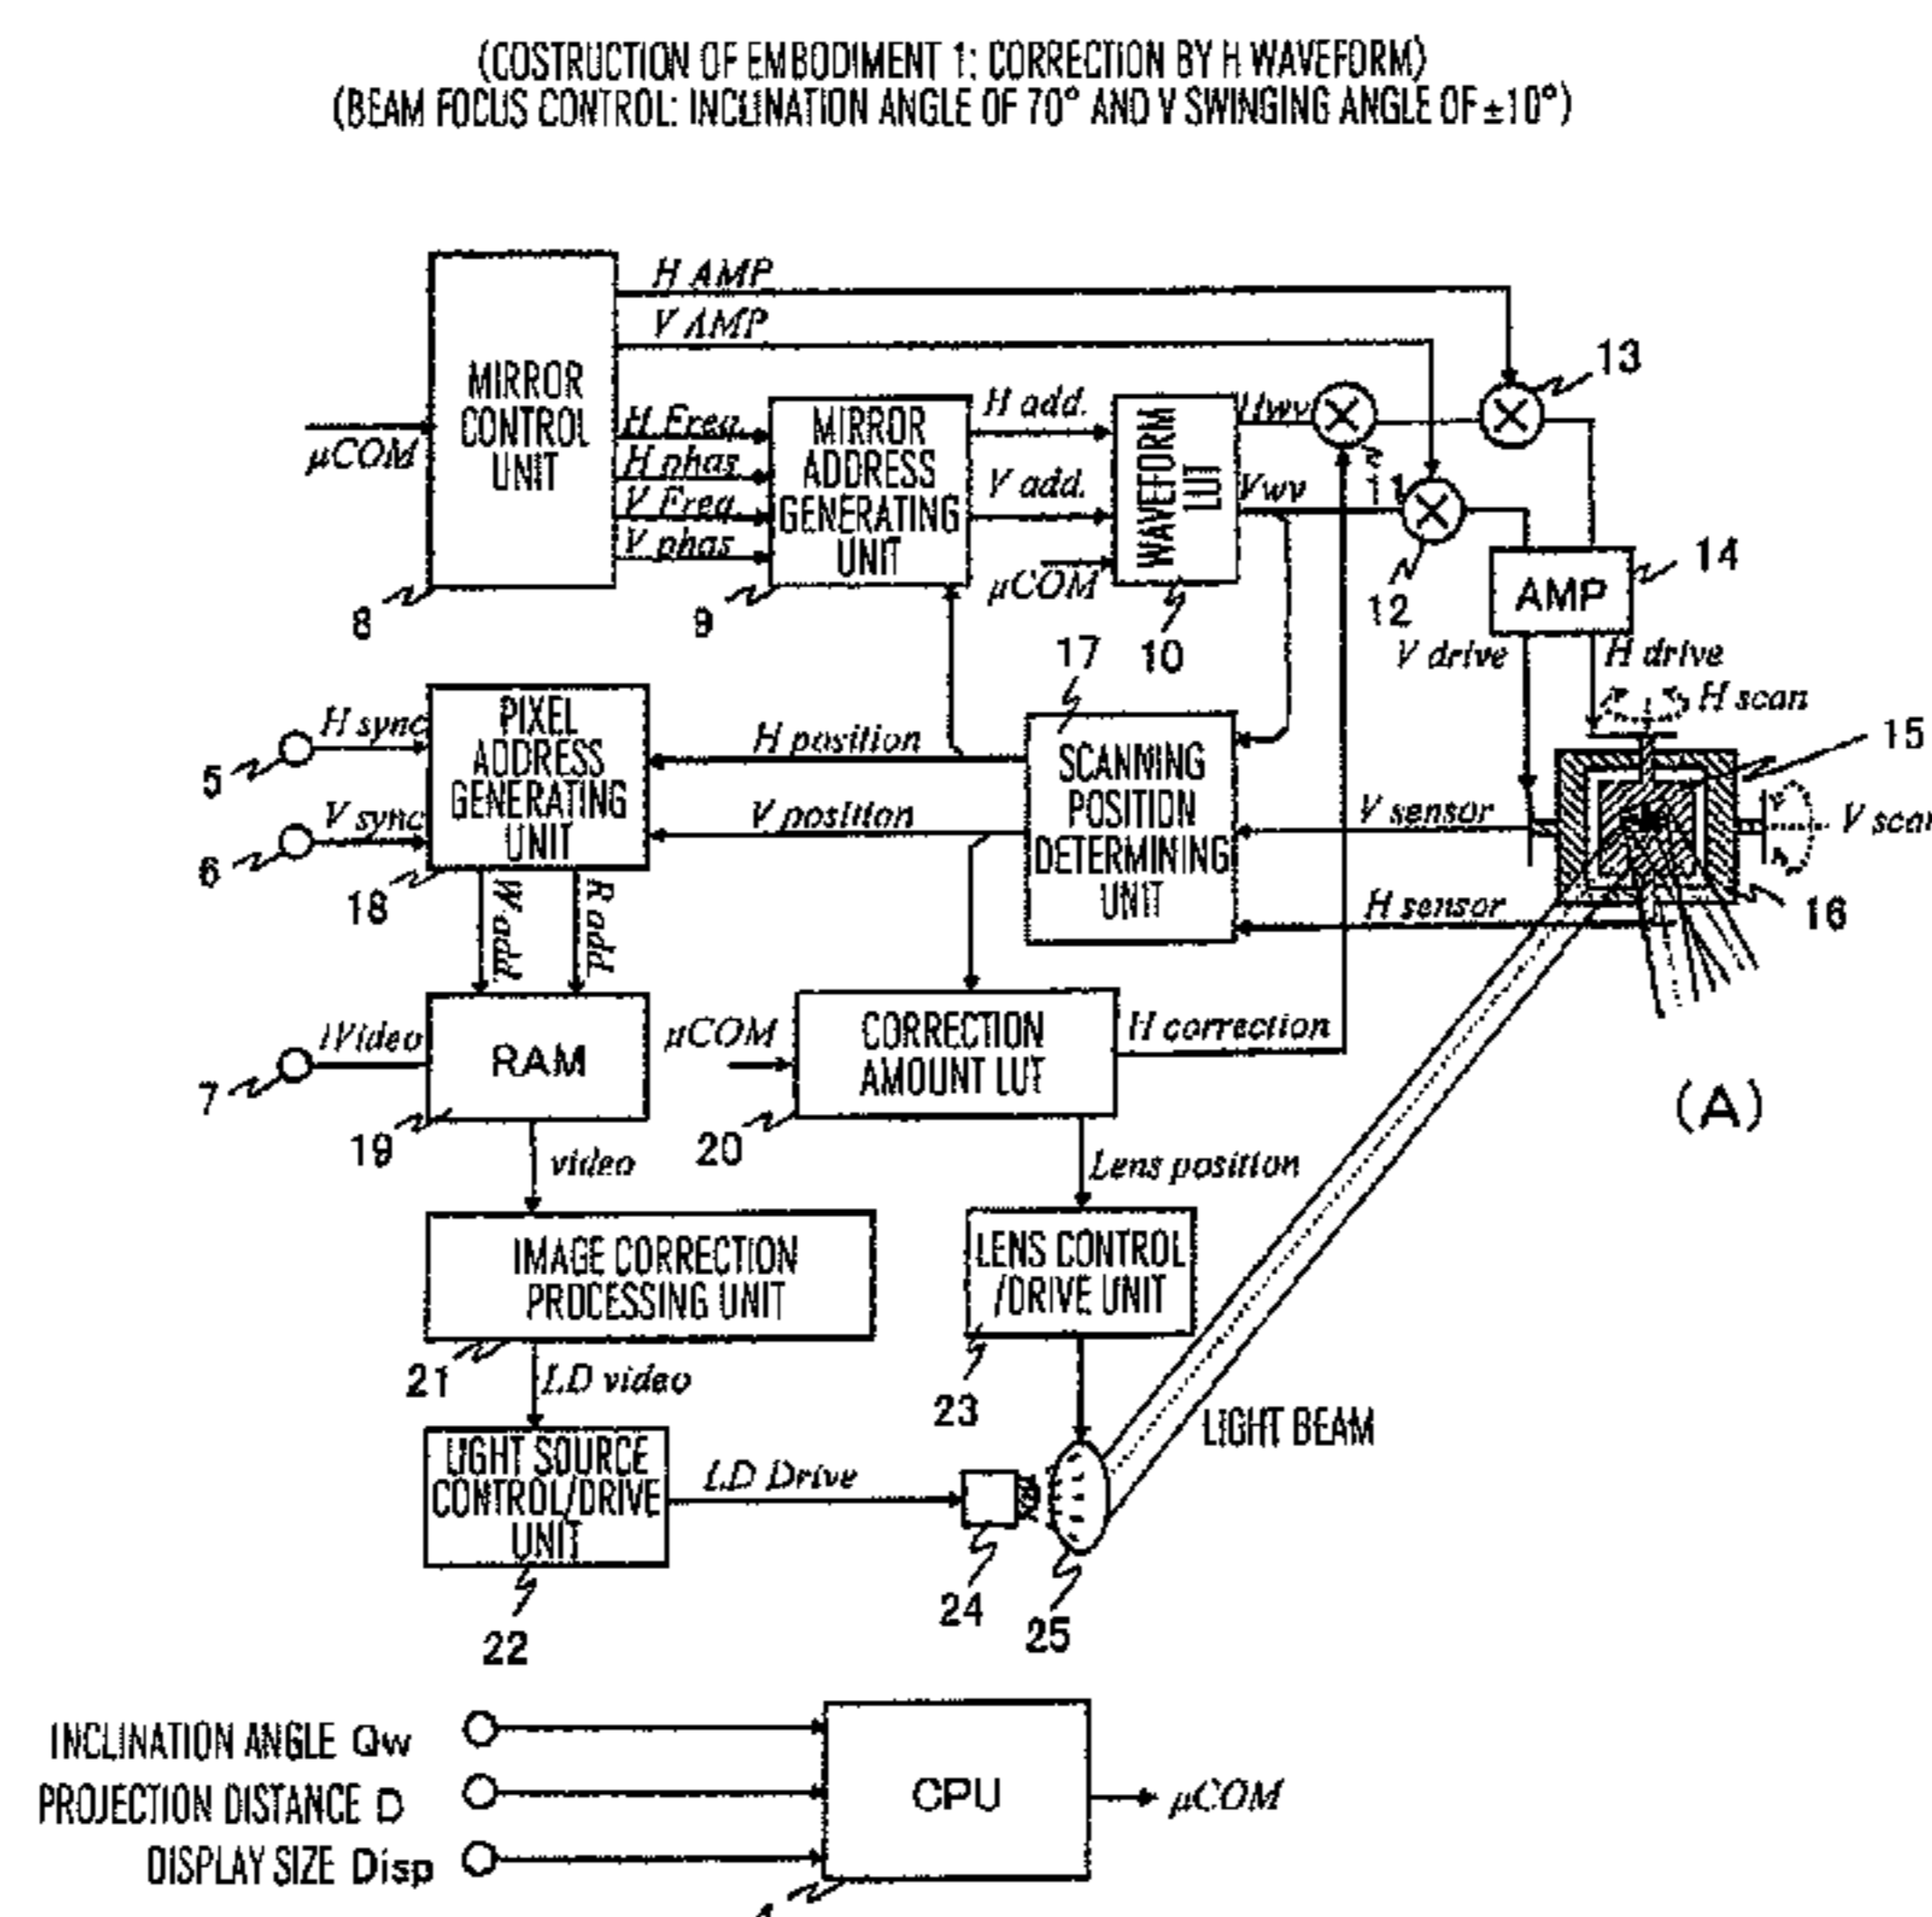 (COSTRUCTION OF EMBODIMENT 1: CORRECTION BY H WAVEFORM)
(BEAM FOCUS CONTROL: INCLINATION ANGLE OF 70° AND V SWINGING ANGLE OF ±10°)
H AMP
V AMP
13
MIRROR
CONTROL
UNIT
µCOM
H Freq
H phas
V Freq
V phas
MIRROR
ADDRESS
GENERATING
UNIT
H add.
V add.
µCOM
WAVEFORM
LUT
Hwv
Vwv
11
12
14
AMP
8
9
17
10
V drive
H drive
H scan
15
5
H sync
6
V sync
PIXEL
ADDRESS
GENERATING
UNIT
H position
V position
SCANMING
POSITION
DETERMINING
UNIT
V sensor
H sensor
V scan
16
18
W add
R add
7
iVideo
RAM
µCOM
CORRECTION
AMOUNT LUT
H correction
(A)
19
video
20
Lens position
IMAGE CORRECTION
PROCESSING UNIT
LENS CONTROL
/DRIVE UNIT
21
LD video
23
LIGHT BEAM
LIGHT SOURCE
CONTROL/DRIVE
UNIT
LD Drive
24
25
22
INCLINATION ANGLE Qw
PROJECTION DISTANCE D
DISPLAY SIZE Disp
CPU
µCOM